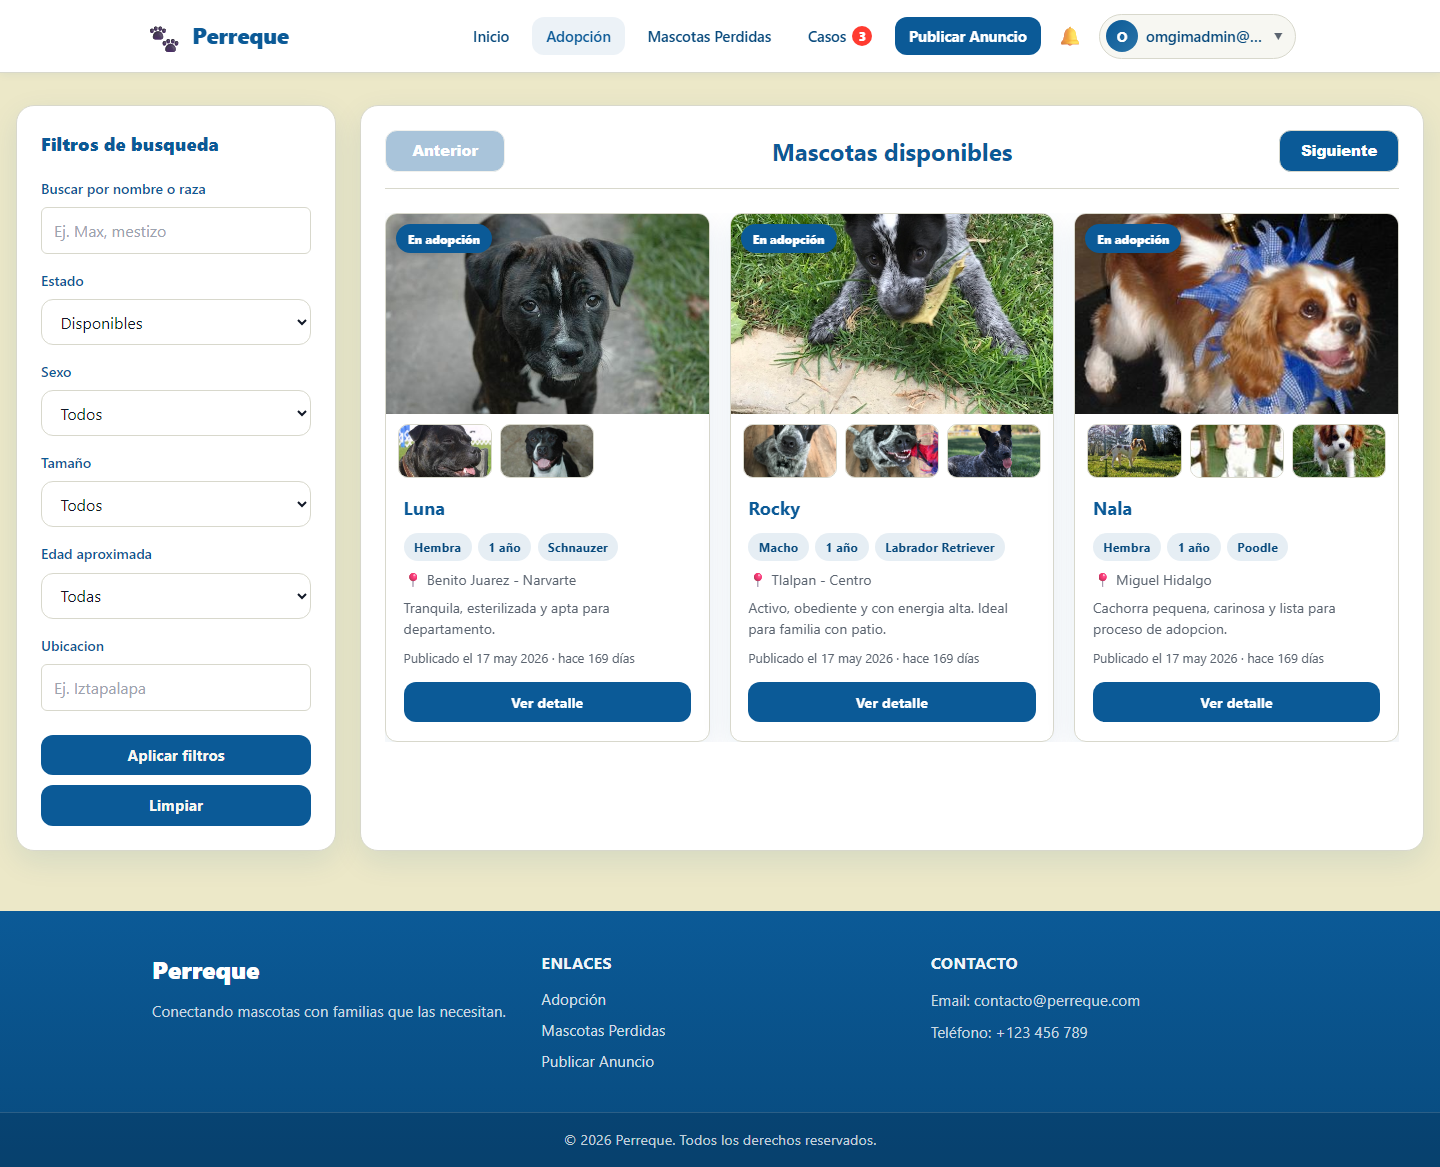 Perreque
Inicio
Adopción
Mascotas Perdidas
Casos 3
Publicar Anuncio
O
omgimadmin@...
Filtros de busqueda
Buscar por nombre o raza
Ej. Max, mestizo
Estado
Disponibles
Sexo
Todos
Tamaño
Todos
Edad aproximada
Todas
Ubicacion
Ej. Iztapalapa
Aplicar filtros
Limpiar
Anterior
Mascotas disponibles
Siguiente
En adopción
Luna
Hembra
1 año
Schnauzer
Benito Juarez - Narvarte
Tranquila, esterilizada y apta para
departamento.
Publicado el 17 may 2026 · hace 169 días
Ver detalle
En adopción
Rocky
Macho
1 año
Labrador Retriever
Tlalpan - Centro
Activo, obediente y con energia alta. Ideal
para familia con patio.
Publicado el 17 may 2026 · hace 169 días
Ver detalle
En adopción
Nala
Hembra
1 año
Poodle
Miguel Hidalgo
Cachorra pequena, carinosa y lista para
proceso de adopcion.
Publicado el 17 may 2026 · hace 169 días
Ver detalle
Perreque
Conectando mascotas con familias que las necesitan.
ENLACES
Adopción
Mascotas Perdidas
Publicar Anuncio
CONTACTO
Email: contacto@perreque.com
Teléfono: +123 456 789
© 2026 Perreque. Todos los derechos reservados.